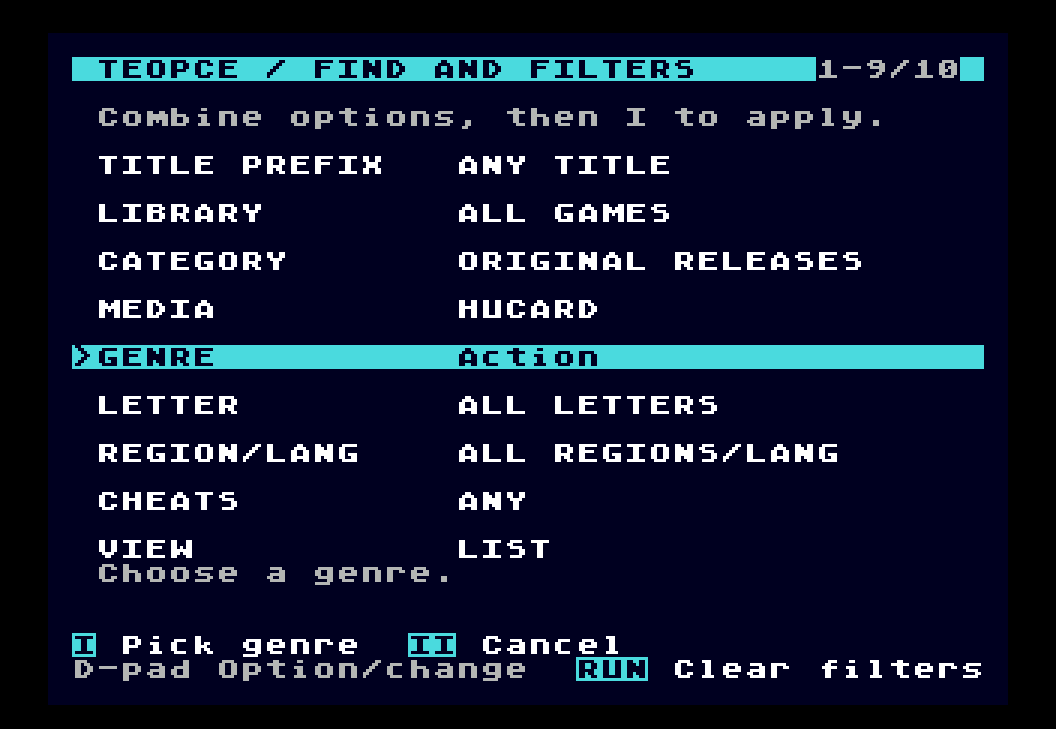 TEOPCE / FIND AND FILTERS 1-9/10
Combine options, then I to apply.
TITLE PREFIX ANY TITLE
LIBRARY ALL GAMES
CATEGORY ORIGINAL RELEASES
MEDIA HUCARD
>GENRE Action
LETTER ALL LETTERS
REGION/LANG ALL REGIONS/LANG
CHEATS ANY
VIEW LIST
Choose a genre.
I Pick genre II Cancel
D-pad Option/change RUN Clear filters